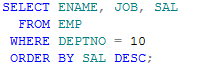 SELECT ENAME, JOB, SAL
FROM EMP
WHERE DEPTNO = 10
ORDER BY SAL DESC;